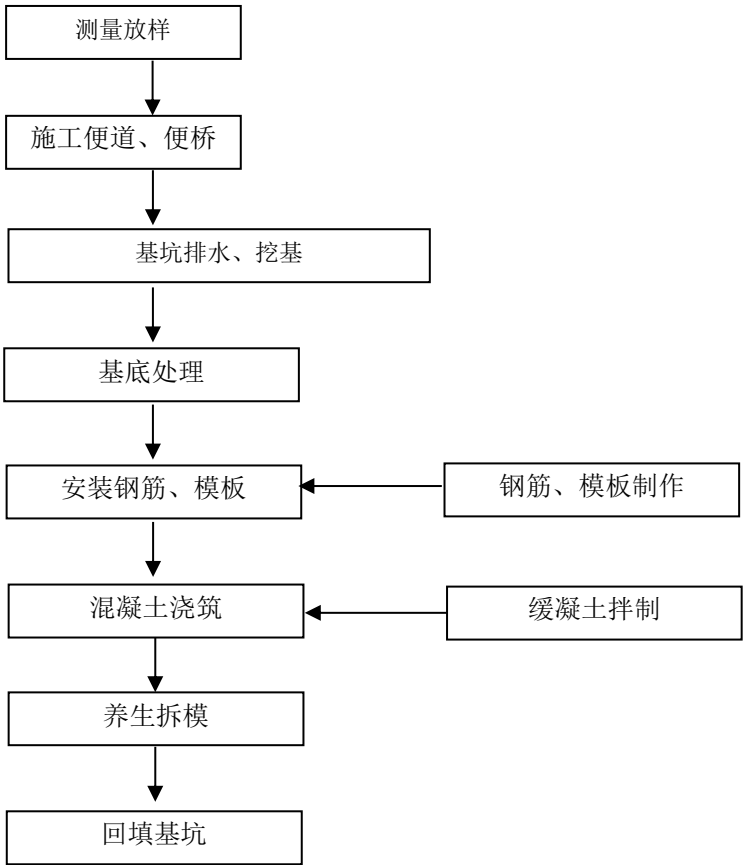 测量放样
施工便道、便桥
基坑排水、挖基
基底处理
安装钢筋、模板
钢筋、模板制作
混凝土浇筑
缓凝土拌制
养生拆模
回填基坑